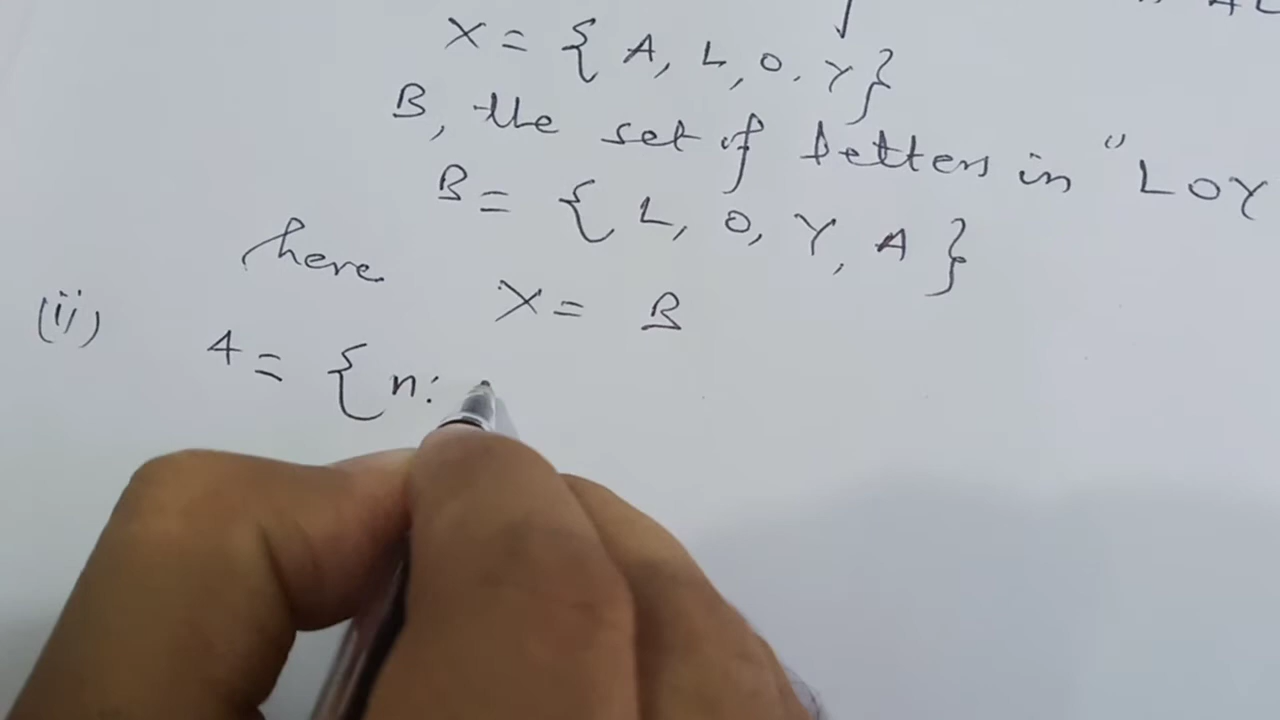 X = { A, L, O, Y }
B, the set of letters in "LOY
B = { L, O, Y, A }
here X = B
(ii) A = { n: